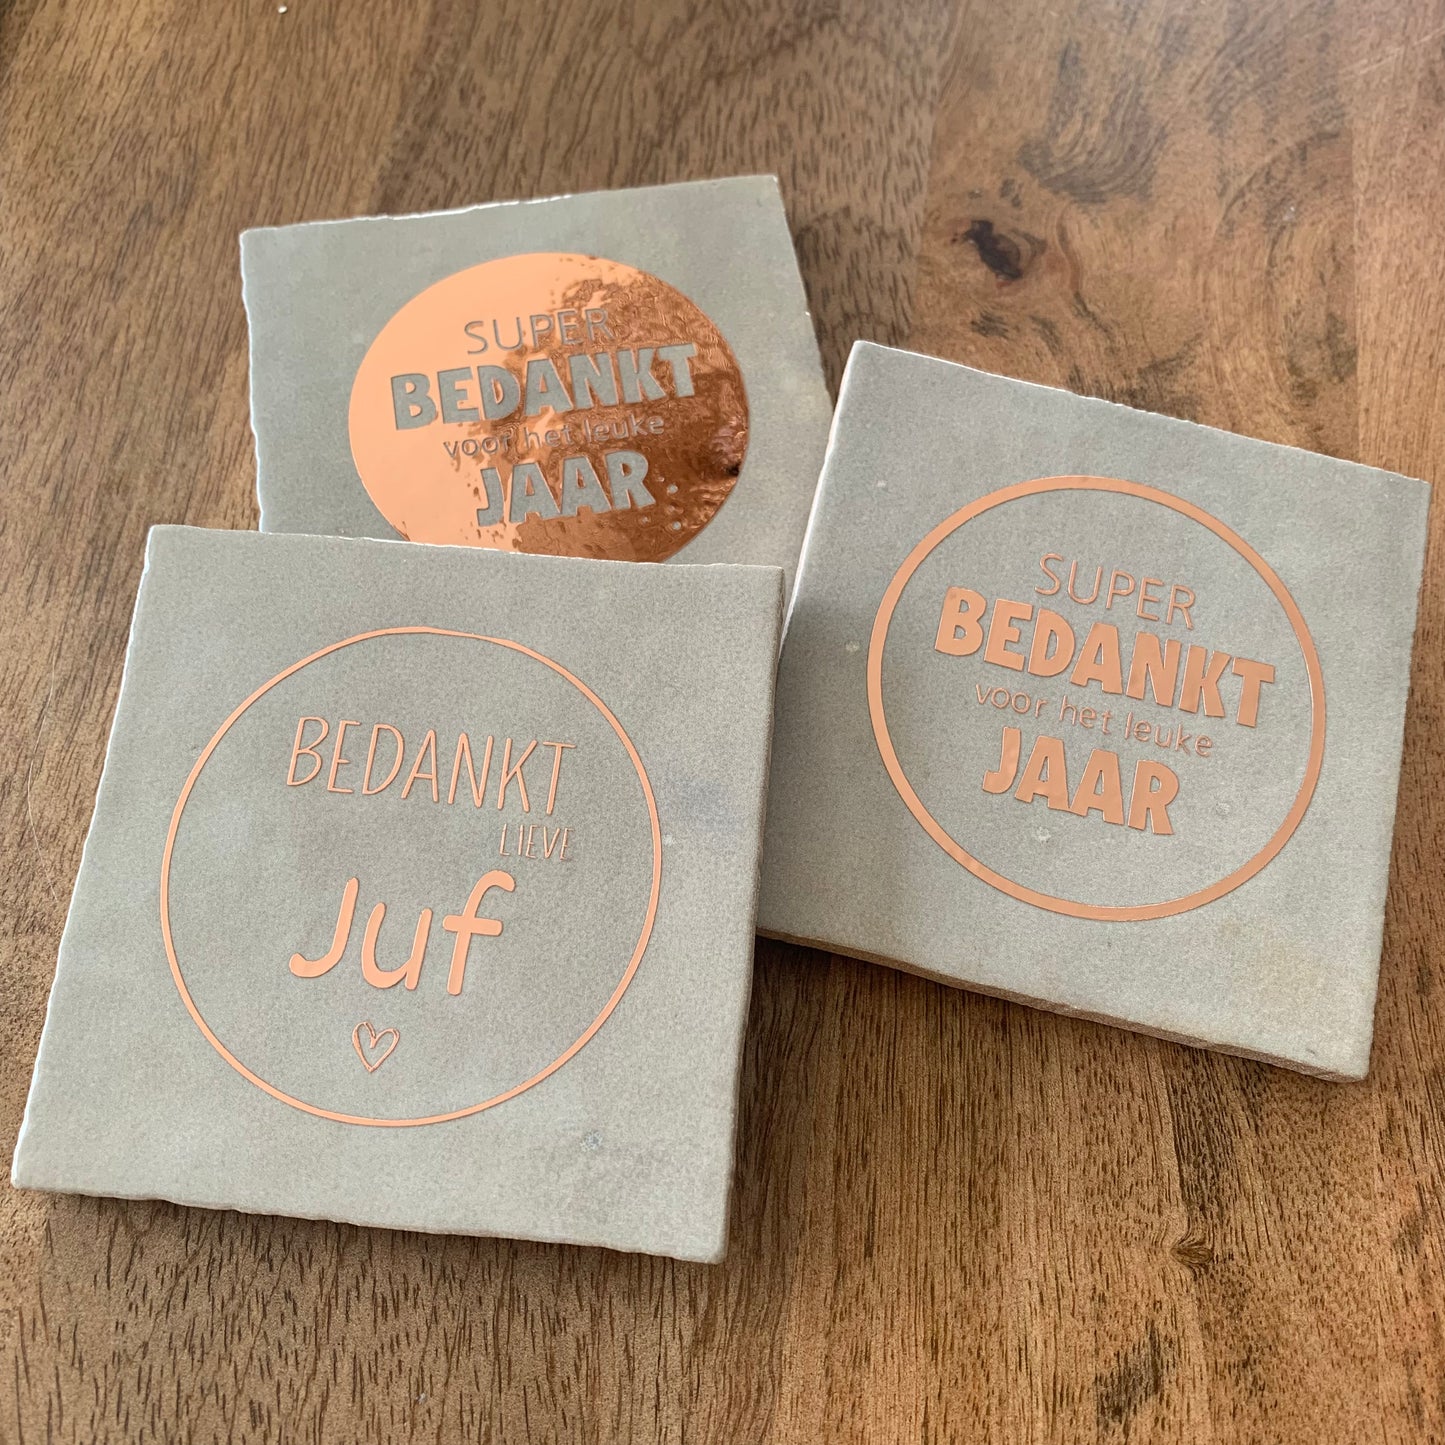 SUPER
BEDANKT
voor het leuke
JAAR
SUPER
BEDANKT
voor het leuke
JAAR
BEDANKT
LIEVE
Juf